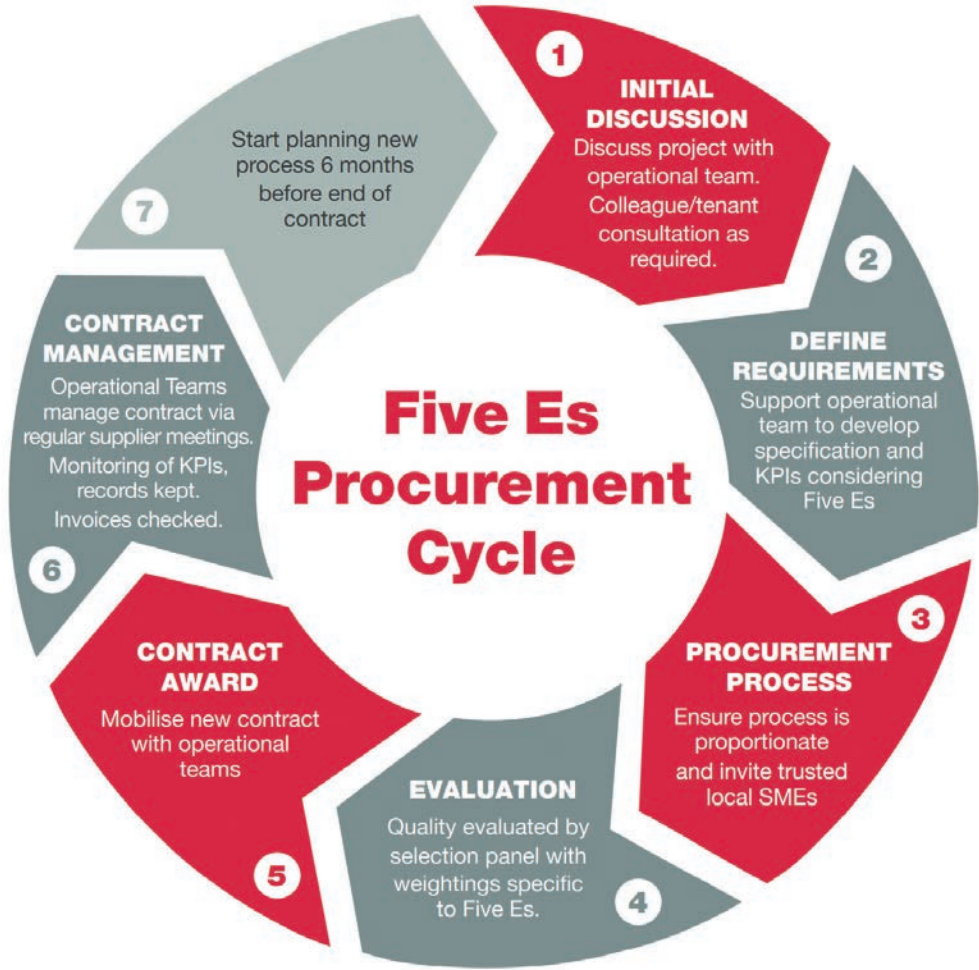 Five Es
Procurement
Cycle
1
INITIAL
DISCUSSION
Discuss project with
operational team.
Colleague/tenant
consultation as
required.
2
DEFINE
REQUIREMENTS
Support operational
team to develop
specification and
KPIs considering
Five Es
3
PROCUREMENT
PROCESS
Ensure process is
proportionate
and invite trusted
local SMEs
EVALUATION
Quality evaluated by
selection panel with
weightings specific
to Five Es.
4
CONTRACT
AWARD
Mobilise new contract
with operational
teams
5
CONTRACT
MANAGEMENT
Operational Teams
manage contract via
regular supplier meetings.
Monitoring of KPIs,
records kept.
Invoices checked.
6
Start planning new
process 6 months
before end of
contract
7